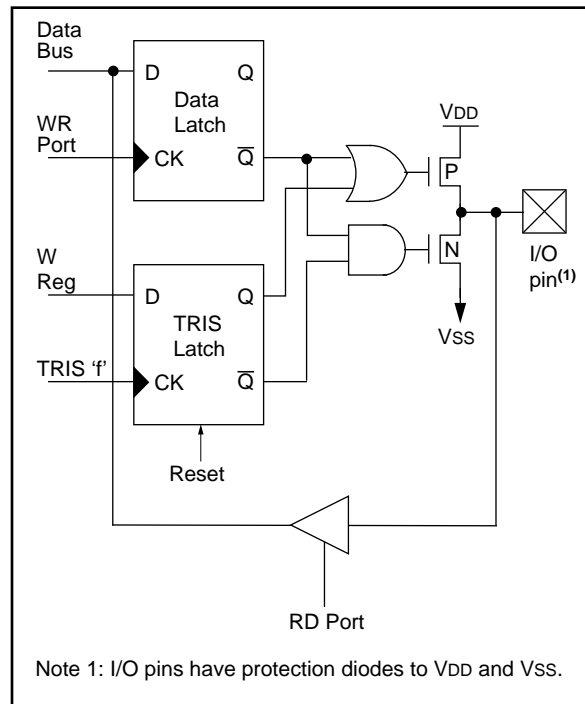 Data
Bus
D
Q
Data
Latch
WR
Port
CK
Q̅
VDD
P
N
I/O
pin(1)
VSS
W
Reg
D
Q
TRIS
Latch
TRIS ‘f’
CK
Q̅
Reset
RD Port
Note 1: I/O pins have protection diodes to VDD and VSS.